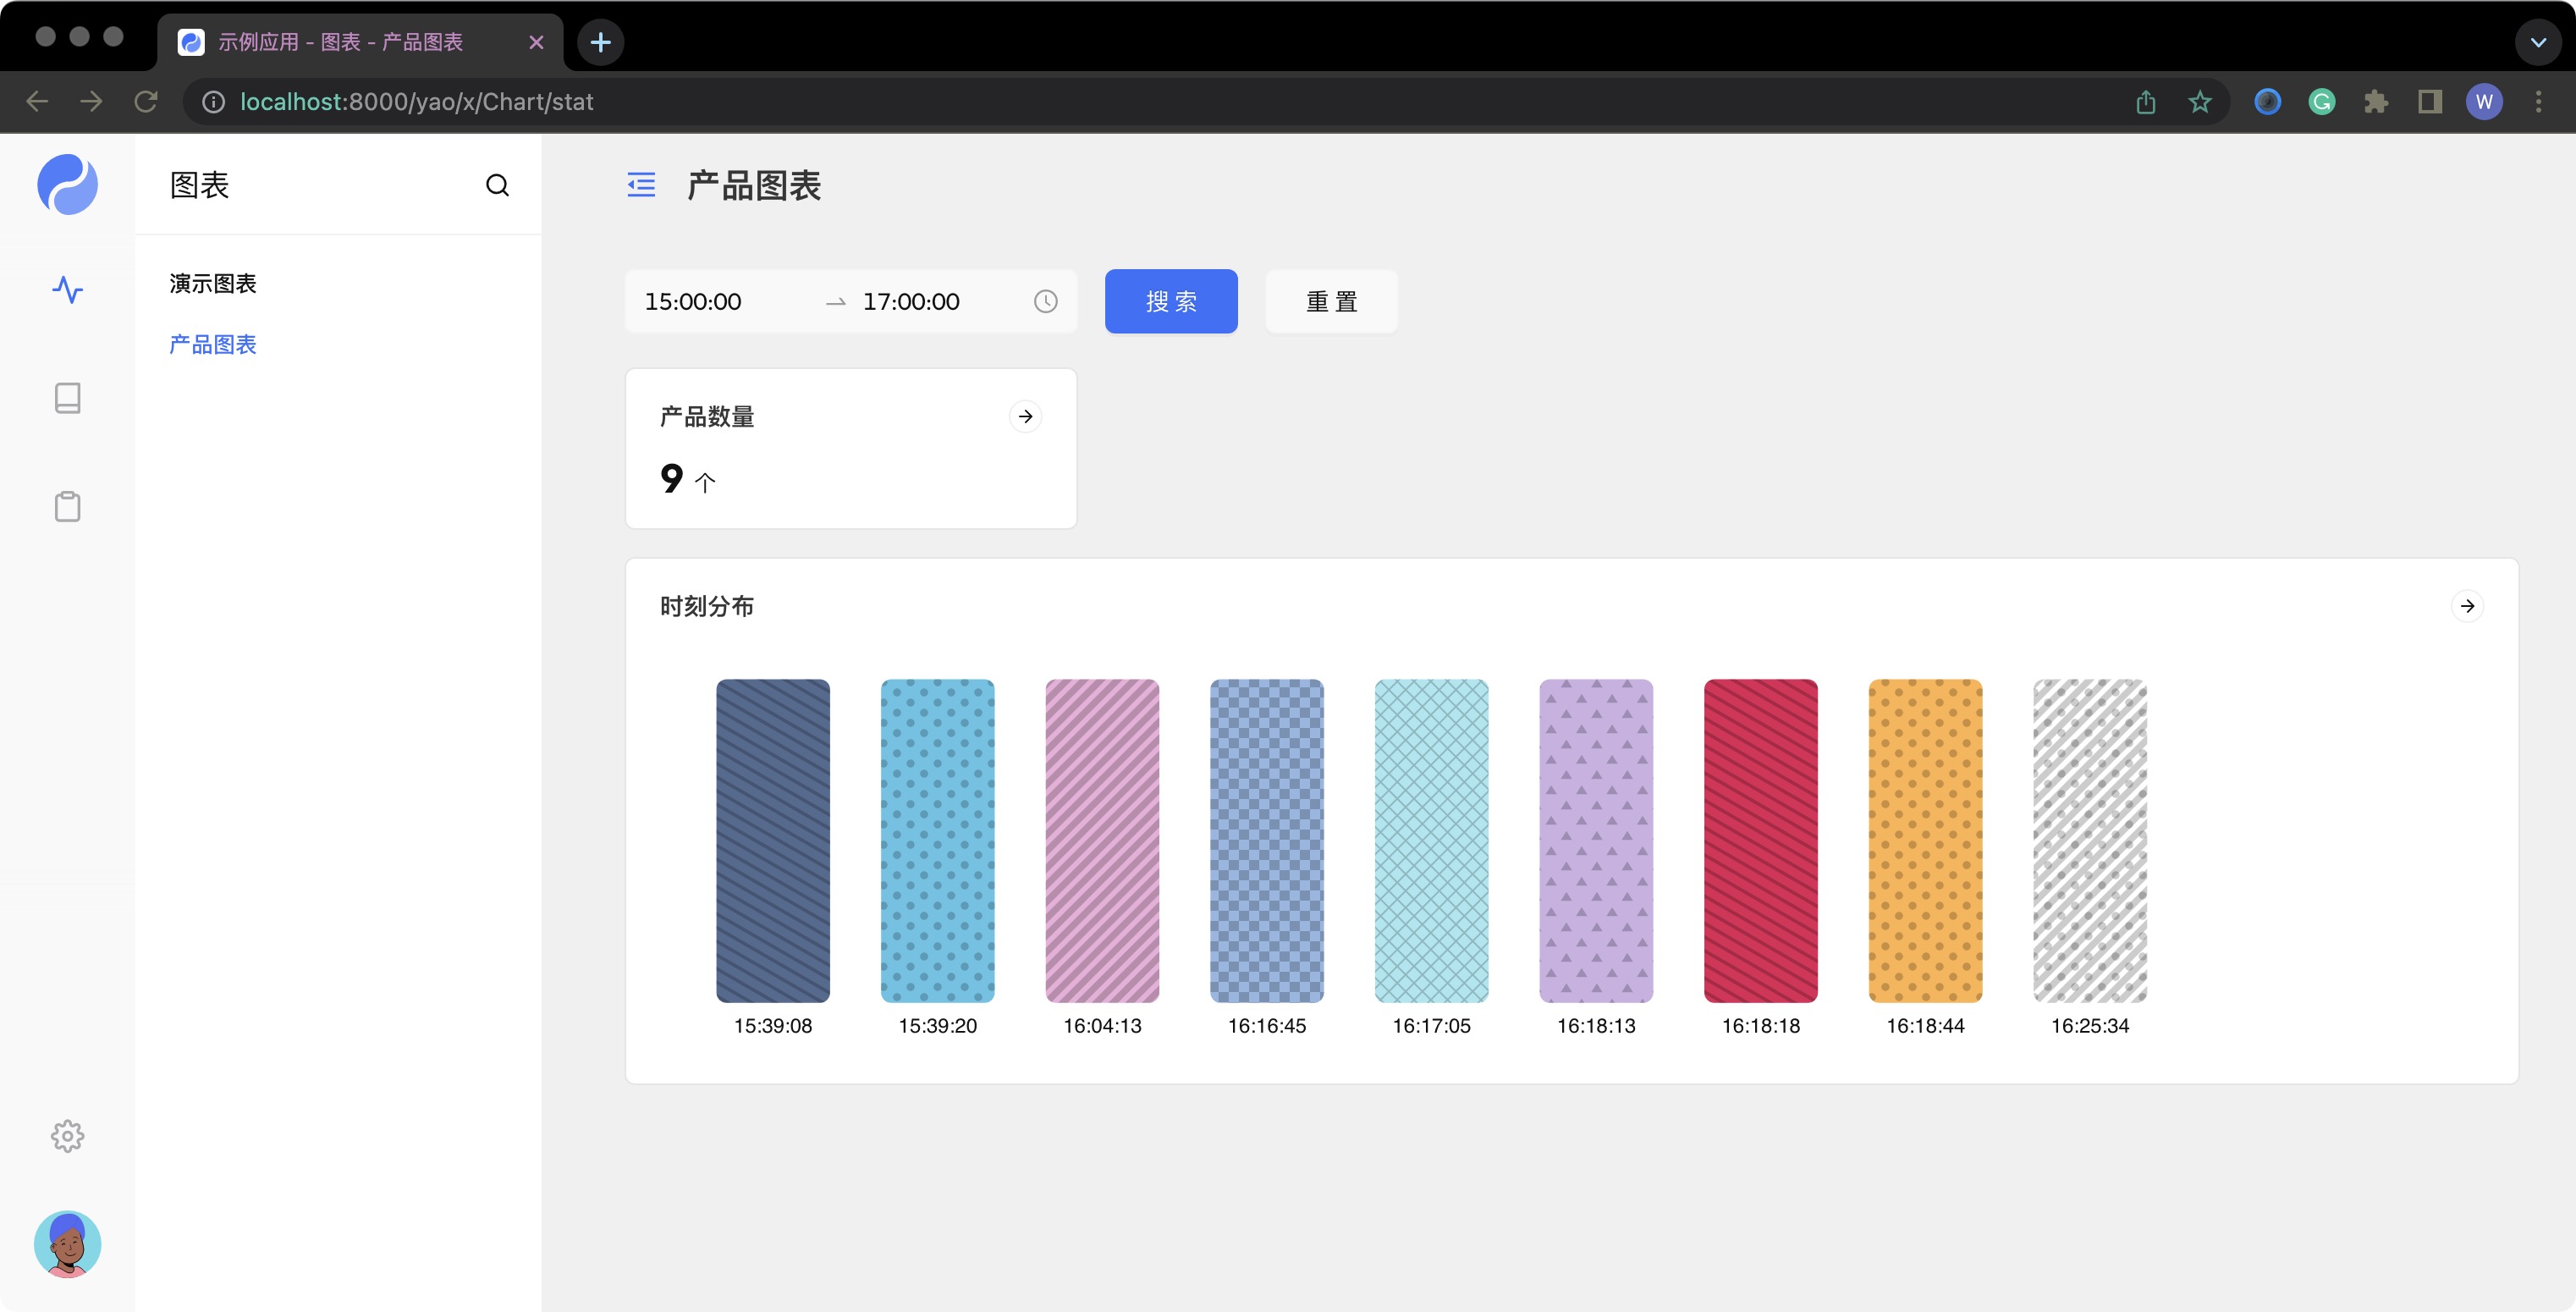 示例应用 - 图表 - 产品图表
localhost:8000/yao/x/Chart/stat
W
图表
演示图表
产品图表
产品图表
15:00:00 17:00:00 搜索 重置
产品数量
9 个
时刻分布
15:39:08 15:39:20 16:04:13 16:16:45 16:17:05 16:18:13 16:18:18 16:18:44 16:25:34